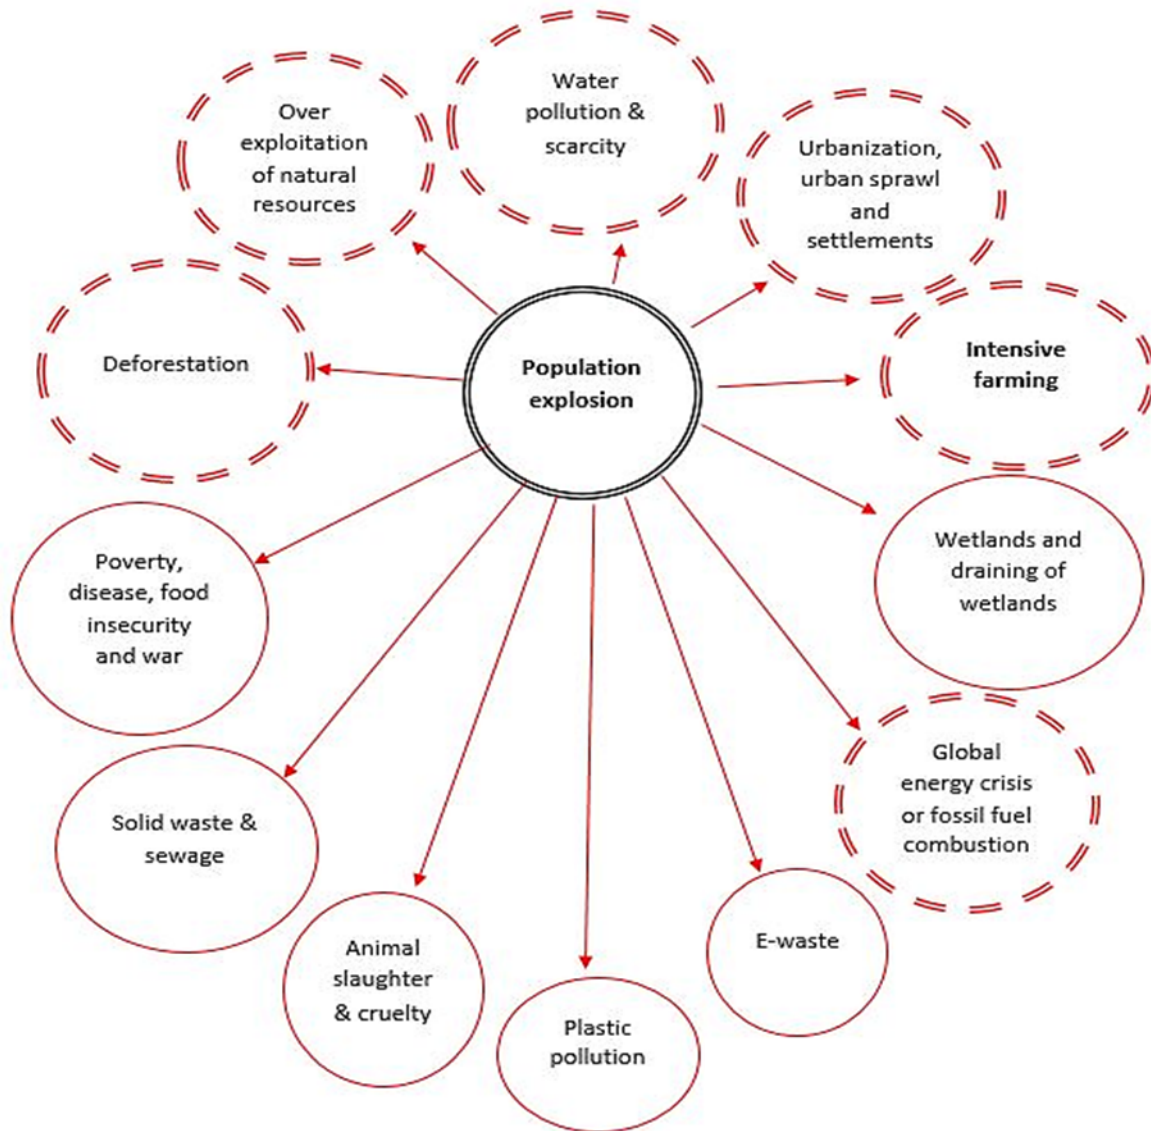 Water
pollution &
scarcity
Over
exploitation
of natural
resources
Urbanization,
urban sprawl
and
settlements
Deforestation
Population
explosion
Intensive
farming
Poverty,
disease, food
insecurity
and war
Wetlands and
draining of
wetlands
Solid waste &
sewage
Global
energy crisis
or fossil fuel
combustion
Animal
slaughter
& cruelty
Plastic
pollution
E-waste